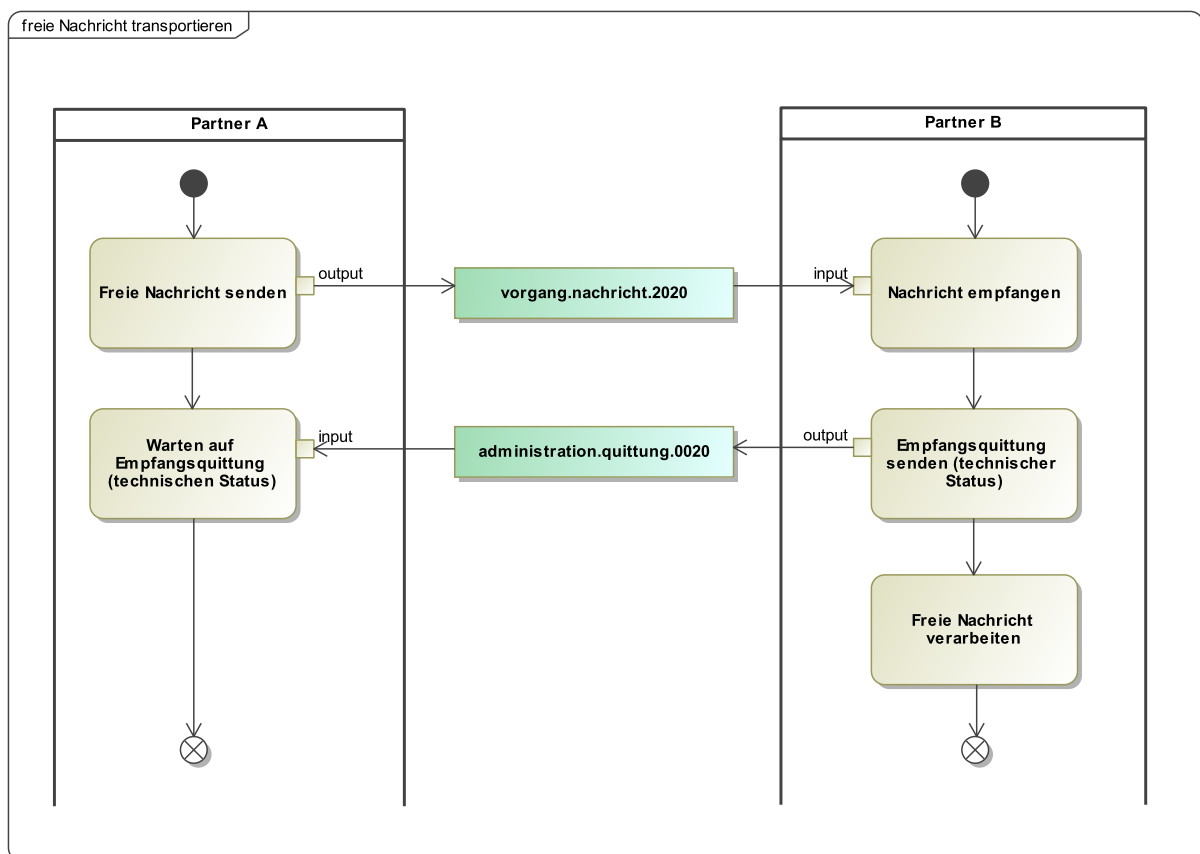 freie Nachricht transportieren
Partner A
Partner B
output
input
Freie Nachricht senden
vorgang.nachricht.2020
Nachricht empfangen
input
output
Warten auf
Empfangsquittung
(technischen Status)
administration.quittung.0020
Empfangsquittung
senden (technischer
Status)
Freie Nachricht
verarbeiten